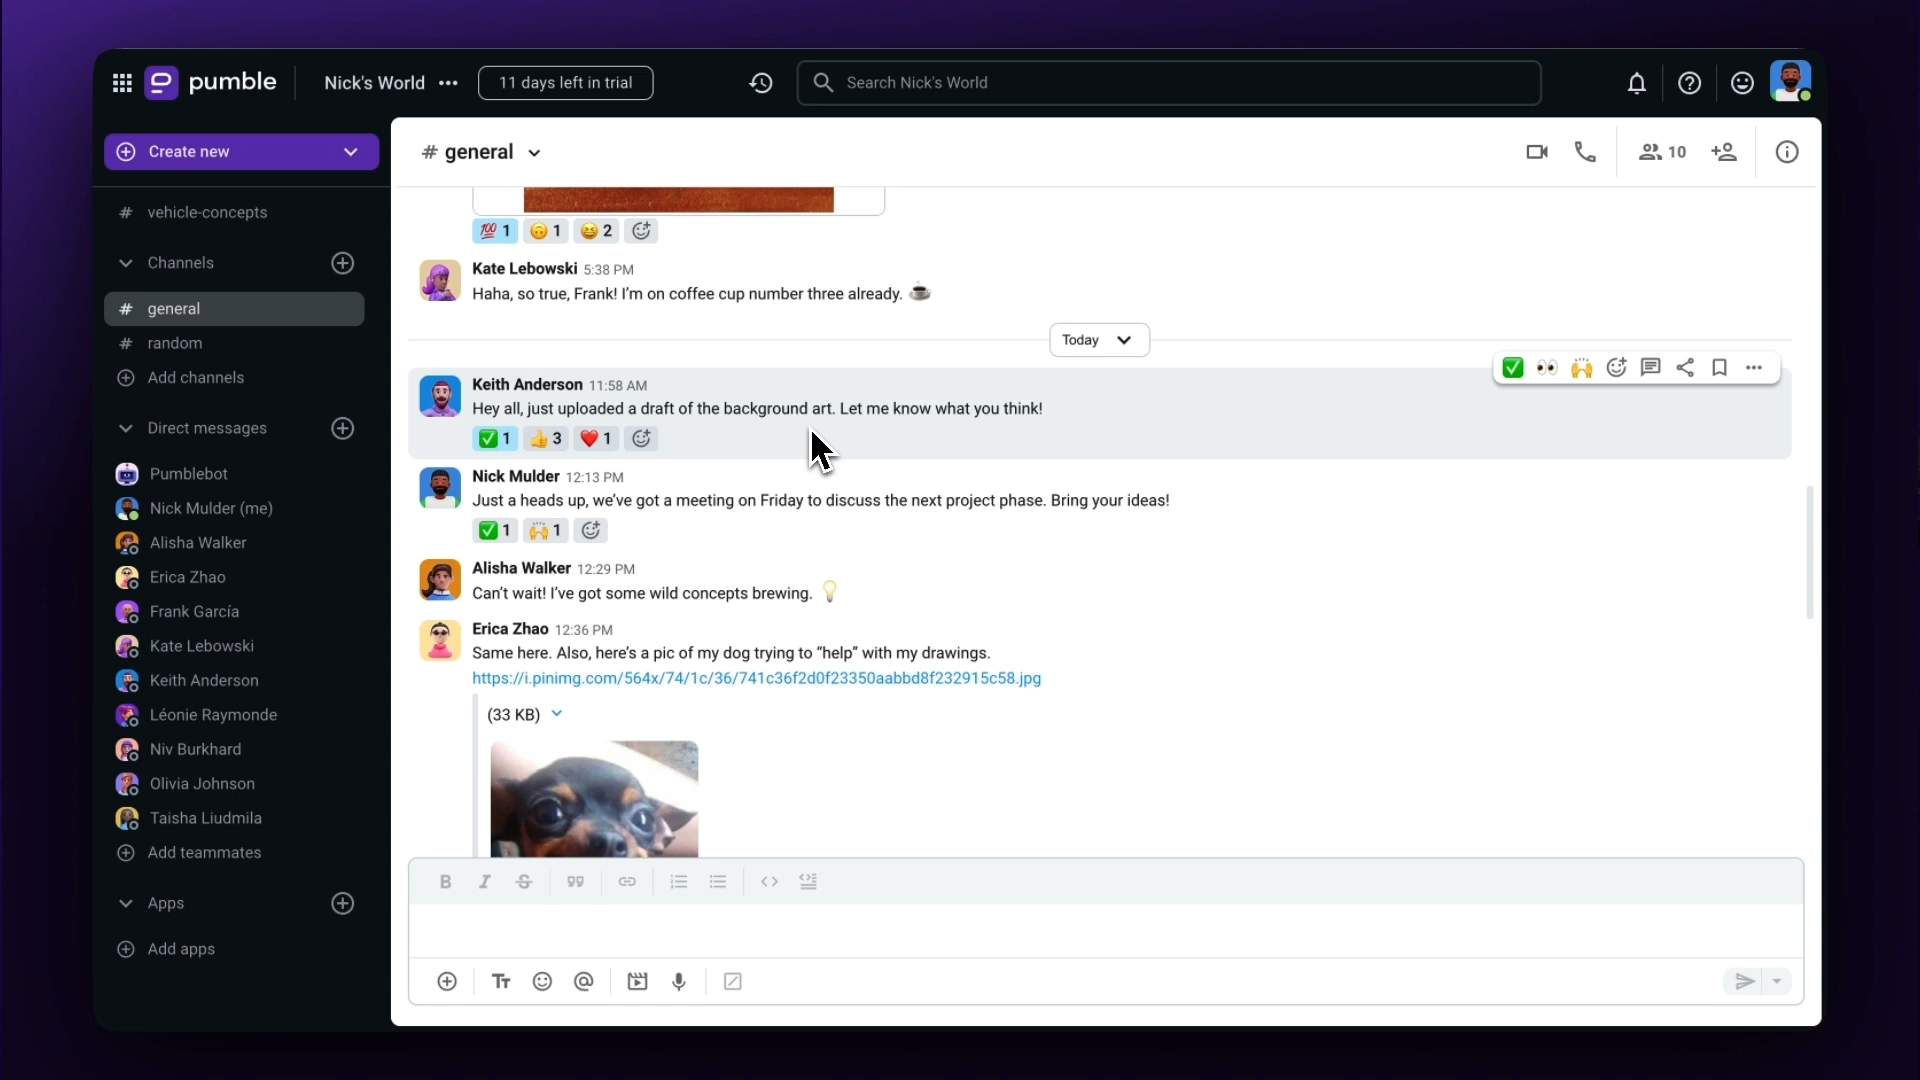 pumble
Nick's World
11 days left in trial
Search Nick's World
Create new
# vehicle-concepts
Channels
# general
# random
Add channels
Direct messages
Pumblebot
Nick Mulder (me)
Alisha Walker
Erica Zhao
Frank García
Kate Lebowski
Keith Anderson
Léonie Raymonde
Niv Burkhard
Olivia Johnson
Taisha Liudmila
Add teammates
Apps
Add apps
# general
10
💯 1 🙃 1 😆 2
Kate Lebowski 5:38 PM
Haha, so true, Frank! I’m on coffee cup number three already. ☕
Today
Keith Anderson 11:58 AM
Hey all, just uploaded a draft of the background art. Let me know what you think!
✅ 1 👍 3 ❤️ 1
Nick Mulder 12:13 PM
Just a heads up, we’ve got a meeting on Friday to discuss the next project phase. Bring your ideas!
✅ 1 🙌 1
Alisha Walker 12:29 PM
Can’t wait! I’ve got some wild concepts brewing. 💡
Erica Zhao 12:36 PM
Same here. Also, here’s a pic of my dog trying to “help” with my drawings.
https://i.pinimg.com/564x/74/1c/36/741c36f2d0f23350aabbd8f232915c58.jpg
(33 KB)